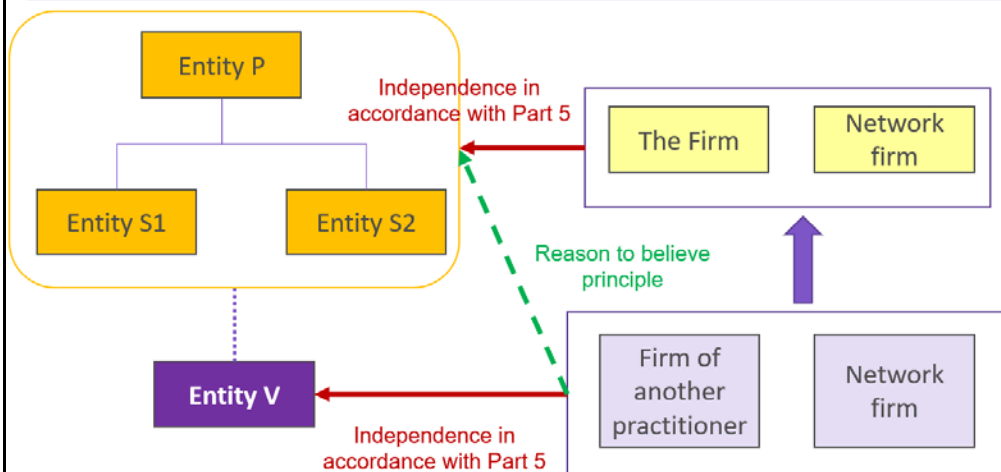 Entity P
Independence in
accordance with Part 5
The Firm
Network
firm
Entity S1
Entity S2
Reason to believe
principle
Entity V
Firm of
another
practitioner
Network
firm
Independence in
accordance with Part 5